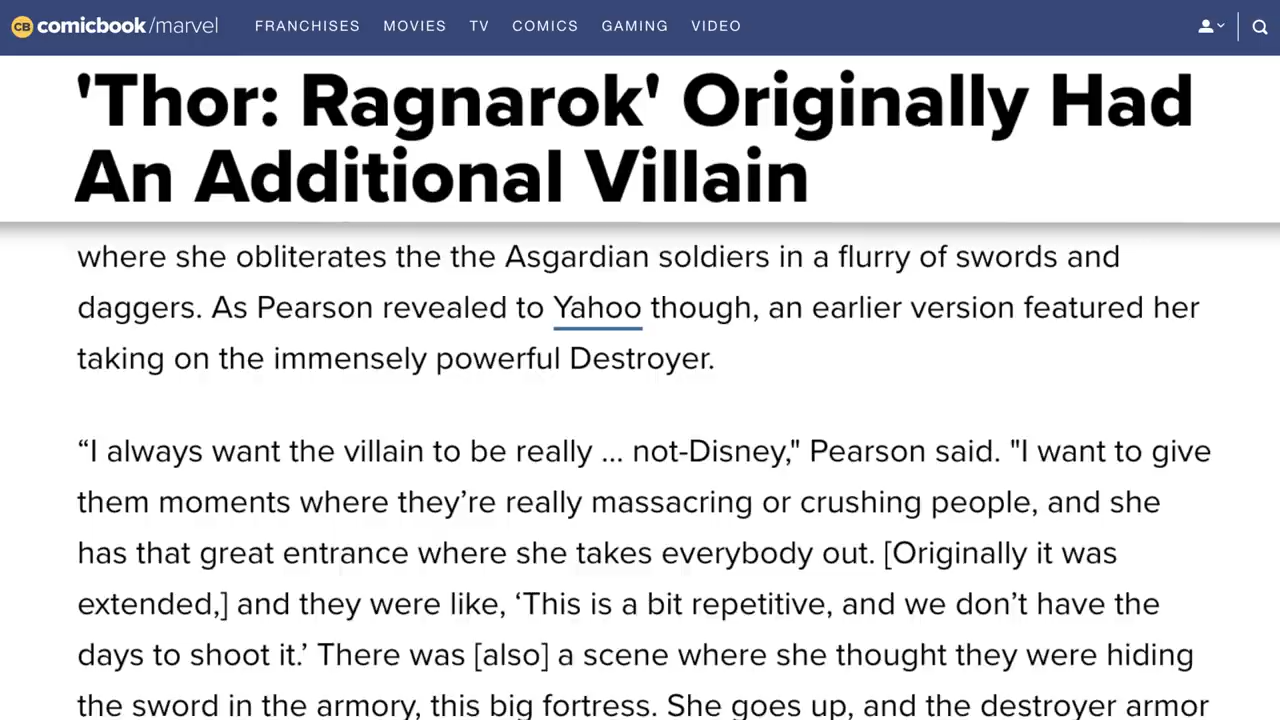 CB comicbook/marvel FRANCHISES MOVIES TV COMICS GAMING VIDEO
'Thor: Ragnarok' Originally Had
An Additional Villain
where she obliterates the the Asgardian soldiers in a flurry of swords and
daggers. As Pearson revealed to Yahoo though, an earlier version featured her
taking on the immensely powerful Destroyer.
“I always want the villain to be really ... not-Disney," Pearson said. "I want to give
them moments where they’re really massacring or crushing people, and she
has that great entrance where she takes everybody out. [Originally it was
extended,] and they were like, ‘This is a bit repetitive, and we don’t have the
days to shoot it.’ There was [also] a scene where she thought they were hiding
the sword in the armory, this big fortress. She goes up, and the destroyer armor